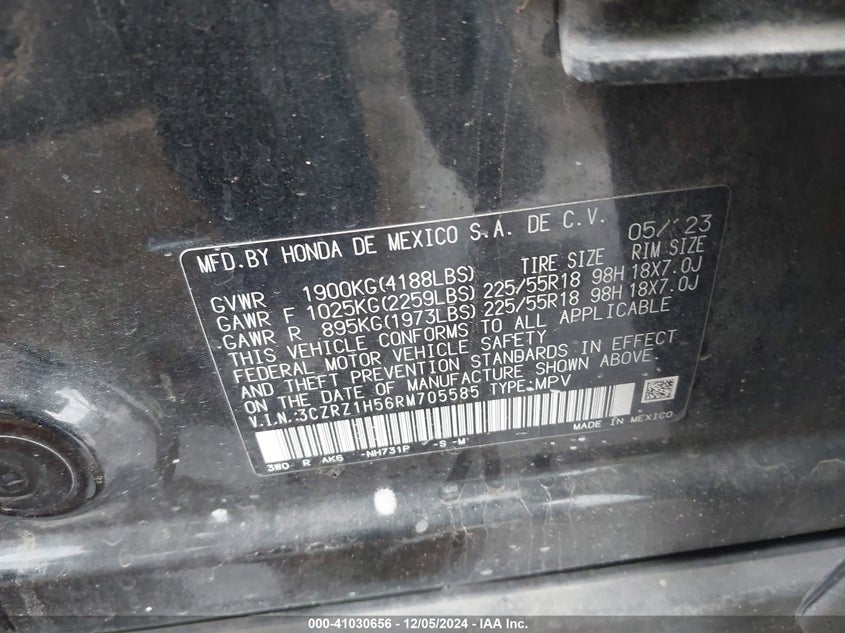 MFD.BY HONDA DE MEXICO S.A. DE C.V. 05/'23
TIRE SIZE RIM SIZE
GVWR 1900KG(4188LBS)
GAWR F 1025KG(2259LBS) 225/55R18 98H 18X7.0J
GAWR R 895KG(1973LBS) 225/55R18 98H 18X7.0J
THIS VEHICLE CONFORMS TO ALL APPLICABLE
FEDERAL MOTOR VEHICLE SAFETY
AND THEFT PREVENTION STANDARDS IN EFFECT
ON THE DATE OF MANUFACTURE SHOWN ABOVE.
V.I.N.:3CZRZ1H56RM705585 TYPE:MPV
3W0 R AK6 -NH731P -S -M
MADE IN MEXICO
000-41030656 - 12/05/2024 - IAA Inc.